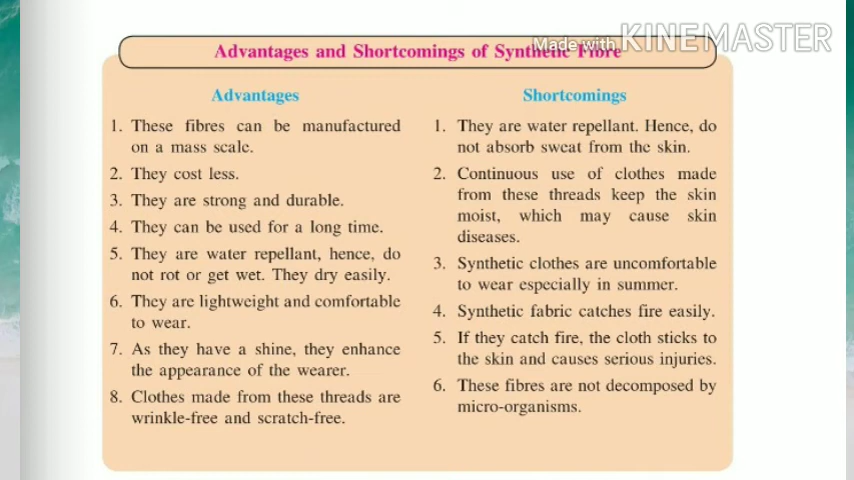 Made with KINEMASTER
Advantages and Shortcomings of Synthetic Fibre
Advantages
1. These fibres can be manufactured
on a mass scale.
2. They cost less.
3. They are strong and durable.
4. They can be used for a long time.
5. They are water repellant, hence, do
not rot or get wet. They dry easily.
6. They are lightweight and comfortable
to wear.
7. As they have a shine, they enhance
the appearance of the wearer.
8. Clothes made from these threads are
wrinkle-free and scratch-free.
Shortcomings
1. They are water repellant. Hence, do
not absorb sweat from the skin.
2. Continuous use of clothes made
from these threads keep the skin
moist, which may cause skin
diseases.
3. Synthetic clothes are uncomfortable
to wear especially in summer.
4. Synthetic fabric catches fire easily.
5. If they catch fire, the cloth sticks to
the skin and causes serious injuries.
6. These fibres are not decomposed by
micro-organisms.